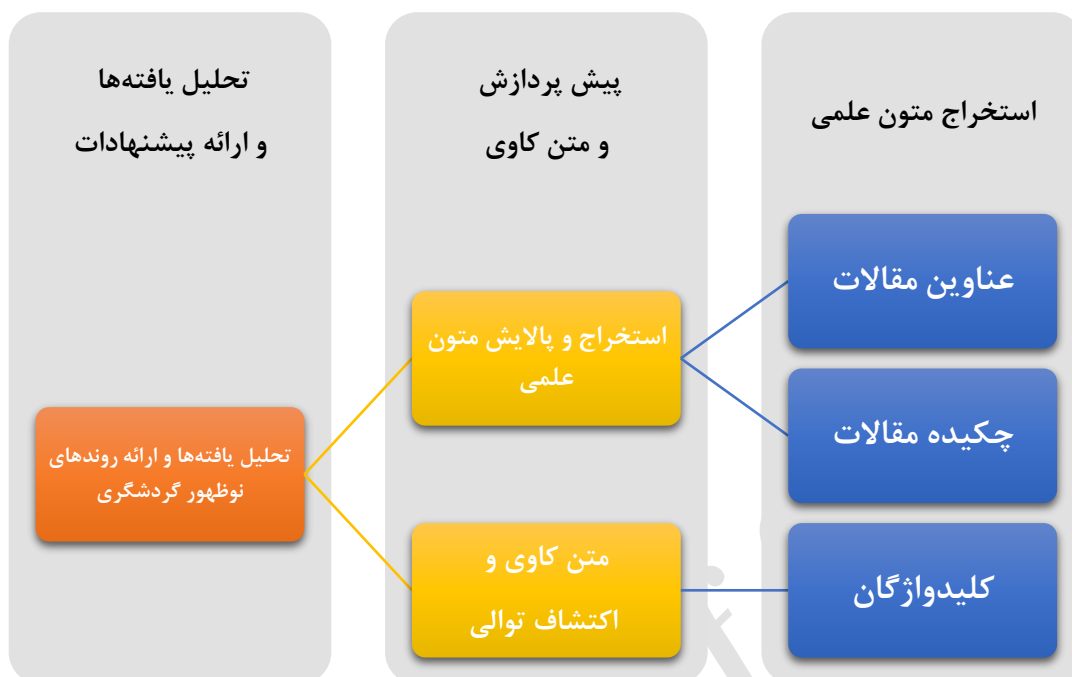 استخراج متون علمی
عناوین مقالات
چکیده مقالات
کلیدواژگان
پیش پردازش
و متن کاوی
استخراج و پالایش متون
علمی
متن کاوی و
اکتشاف توالی
تحلیل یافته‌ها
و ارائه پیشنهادات
تحلیل یافته‌ها و ارائه روندهای
نوظهور گردشگری